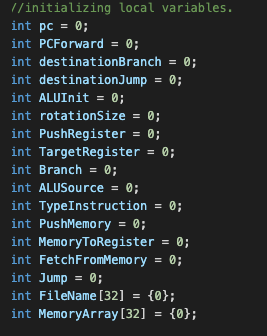 //initializing local variables.
int pc = 0;
int PCForward = 0;
int destinationBranch = 0;
int destinationJump = 0;
int ALUInit = 0;
int rotationSize = 0;
int PushRegister = 0;
int TargetRegister = 0;
int Branch = 0;
int ALUSource = 0;
int TypeInstruction = 0;
int PushMemory = 0;
int MemoryToRegister = 0;
int FetchFromMemory = 0;
int Jump = 0;
int FileName[32] = {0};
int MemoryArray[32] = {0};